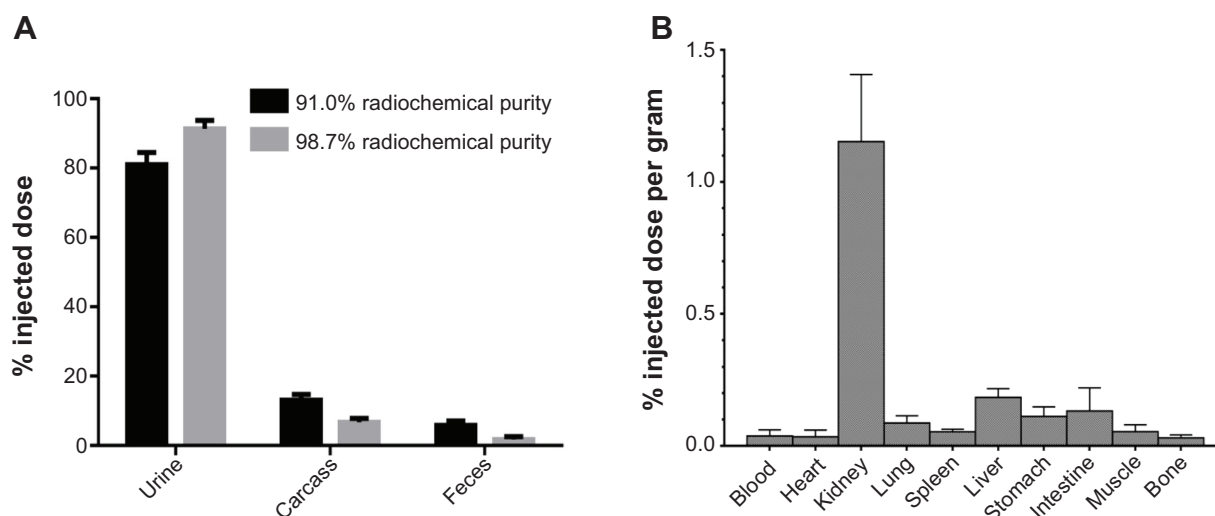 A
% injected dose
100
80
60
40
20
0
91.0% radiochemical purity
98.7% radiochemical purity
Urine
Carcass
Feces
B
% injected dose per gram
1.5
1.0
0.5
0.0
Blood
Heart
Kidney
Lung
Spleen
Liver
Stomach
Intestine
Muscle
Bone